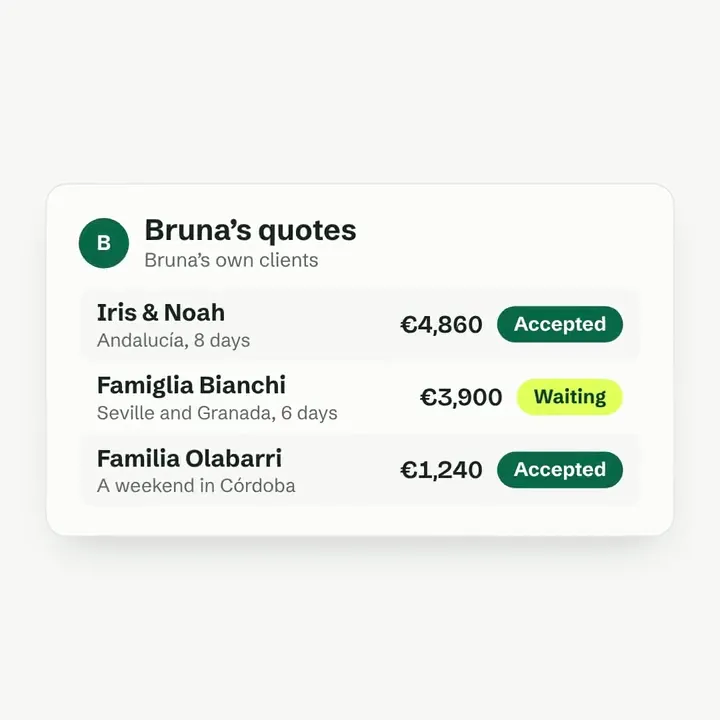 B
Bruna’s quotes
Bruna’s own clients
Iris & Noah
Andalucía, 8 days
€4,860
Accepted
Famiglia Bianchi
Seville and Granada, 6 days
€3,900
Waiting
Familia Olabarri
A weekend in Córdoba
€1,240
Accepted